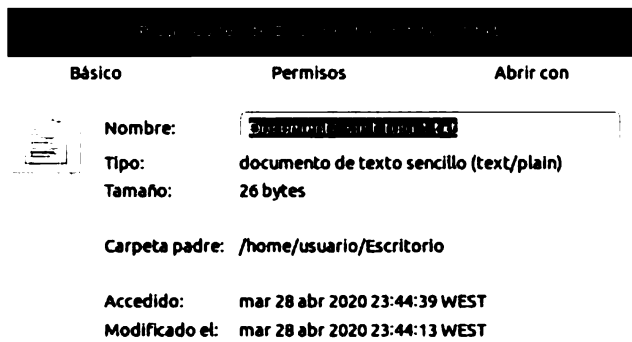 Básico Permisos Abrir con
Nombre:
Tipo: documento de texto sencillo (text/plain)
Tamaño: 26 bytes
Carpeta padre: /home/usuario/Escritorio
Accedido: mar 28 abr 2020 23:44:39 WEST
Modificado el: mar 28 abr 2020 23:44:13 WEST